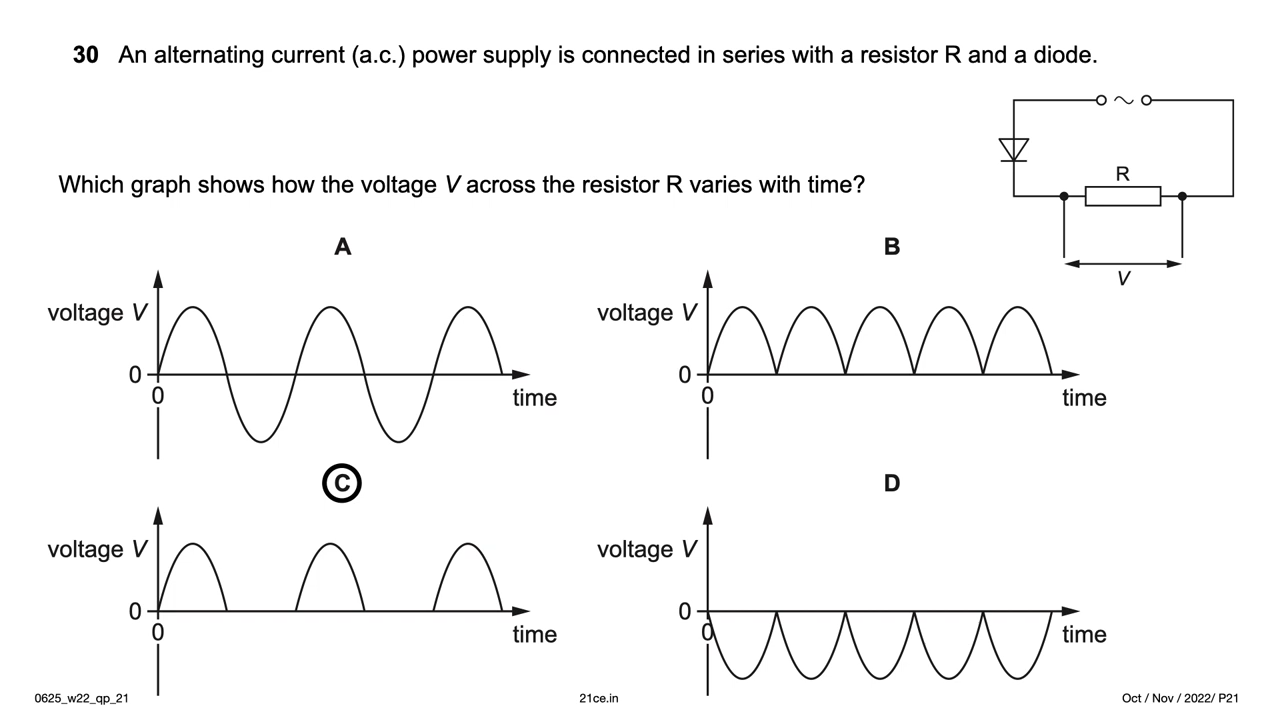 30 An alternating current (a.c.) power supply is connected in series with a resistor R and a diode.
R
V
Which graph shows how the voltage V across the resistor R varies with time?
A
voltage V
0
0
time
B
voltage V
0
0
time
C
voltage V
0
0
time
D
voltage V
0
0
time
0625_w22_qp_21
21ce.in
Oct / Nov / 2022/ P21